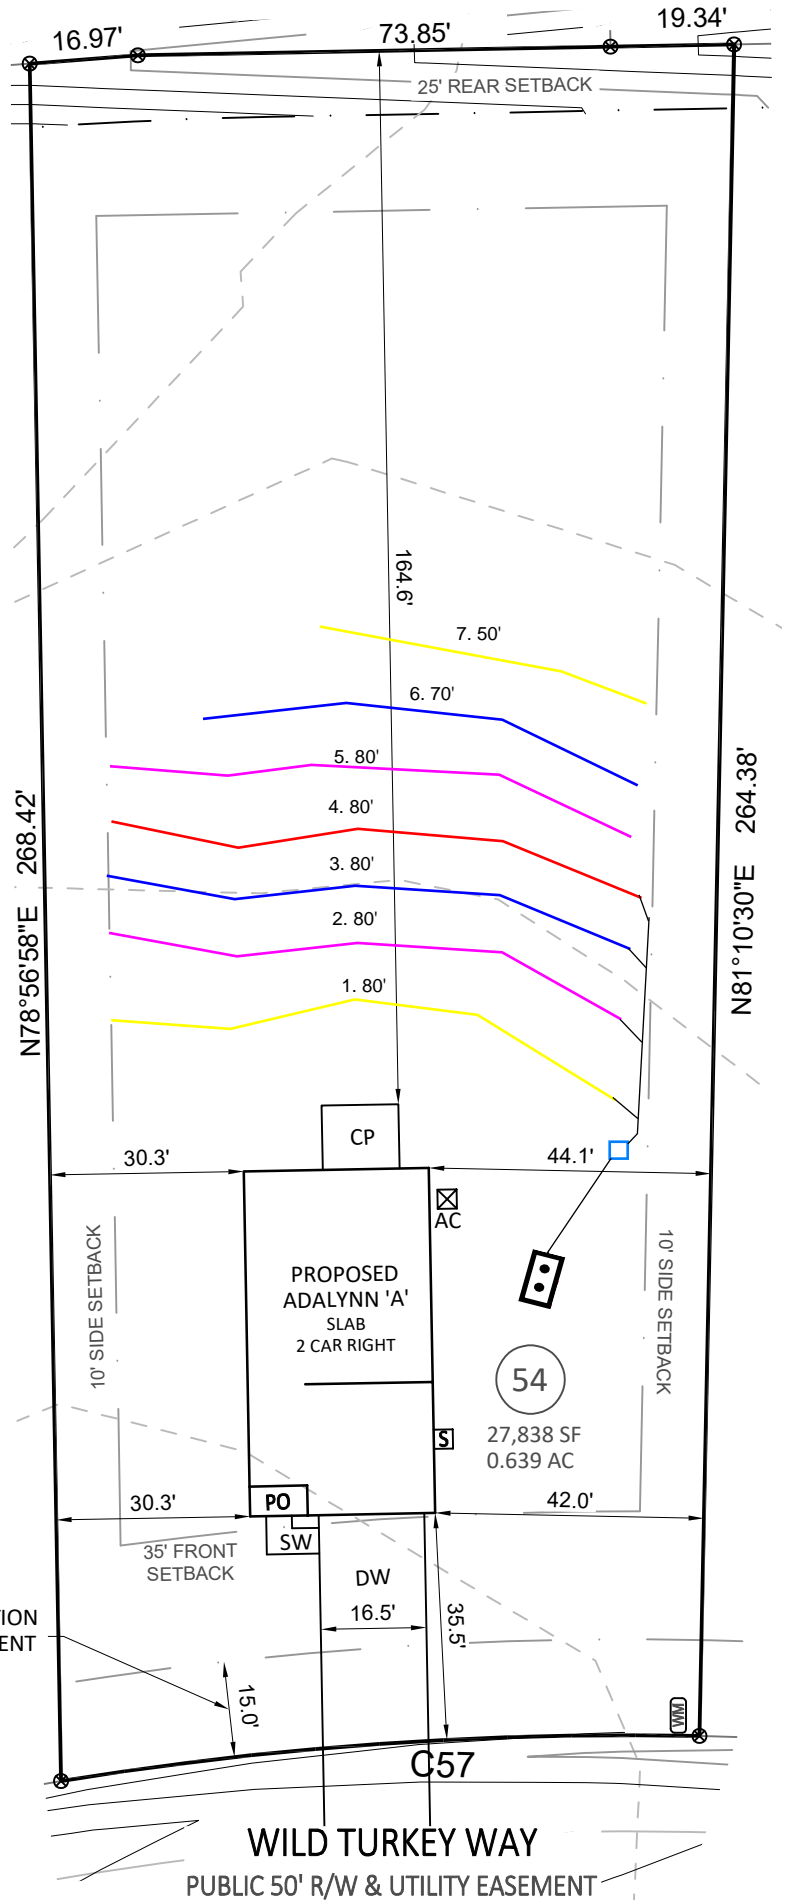 16.97'
73.85'
19.34'
25' REAR SETBACK
164.6'
7. 50'
6. 70'
5. 80'
4. 80'
3. 80'
2. 80'
1. 80'
N78°56'58"E 268.42'
N81°10'30"E 264.38'
CP
30.3'
44.1'
AC
10' SIDE SETBACK
10' SIDE SETBACK
PROPOSED
ADALYNN 'A'
SLAB
2 CAR RIGHT
54
27,838 SF
0.639 AC
S
PO
30.3'
42.0'
SW
35' FRONT
SETBACK
DW
16.5'
35.5'
TION
ENT
15.0'
WM
C57
WILD TURKEY WAY
PUBLIC 50' R/W & UTILITY EASEMENT